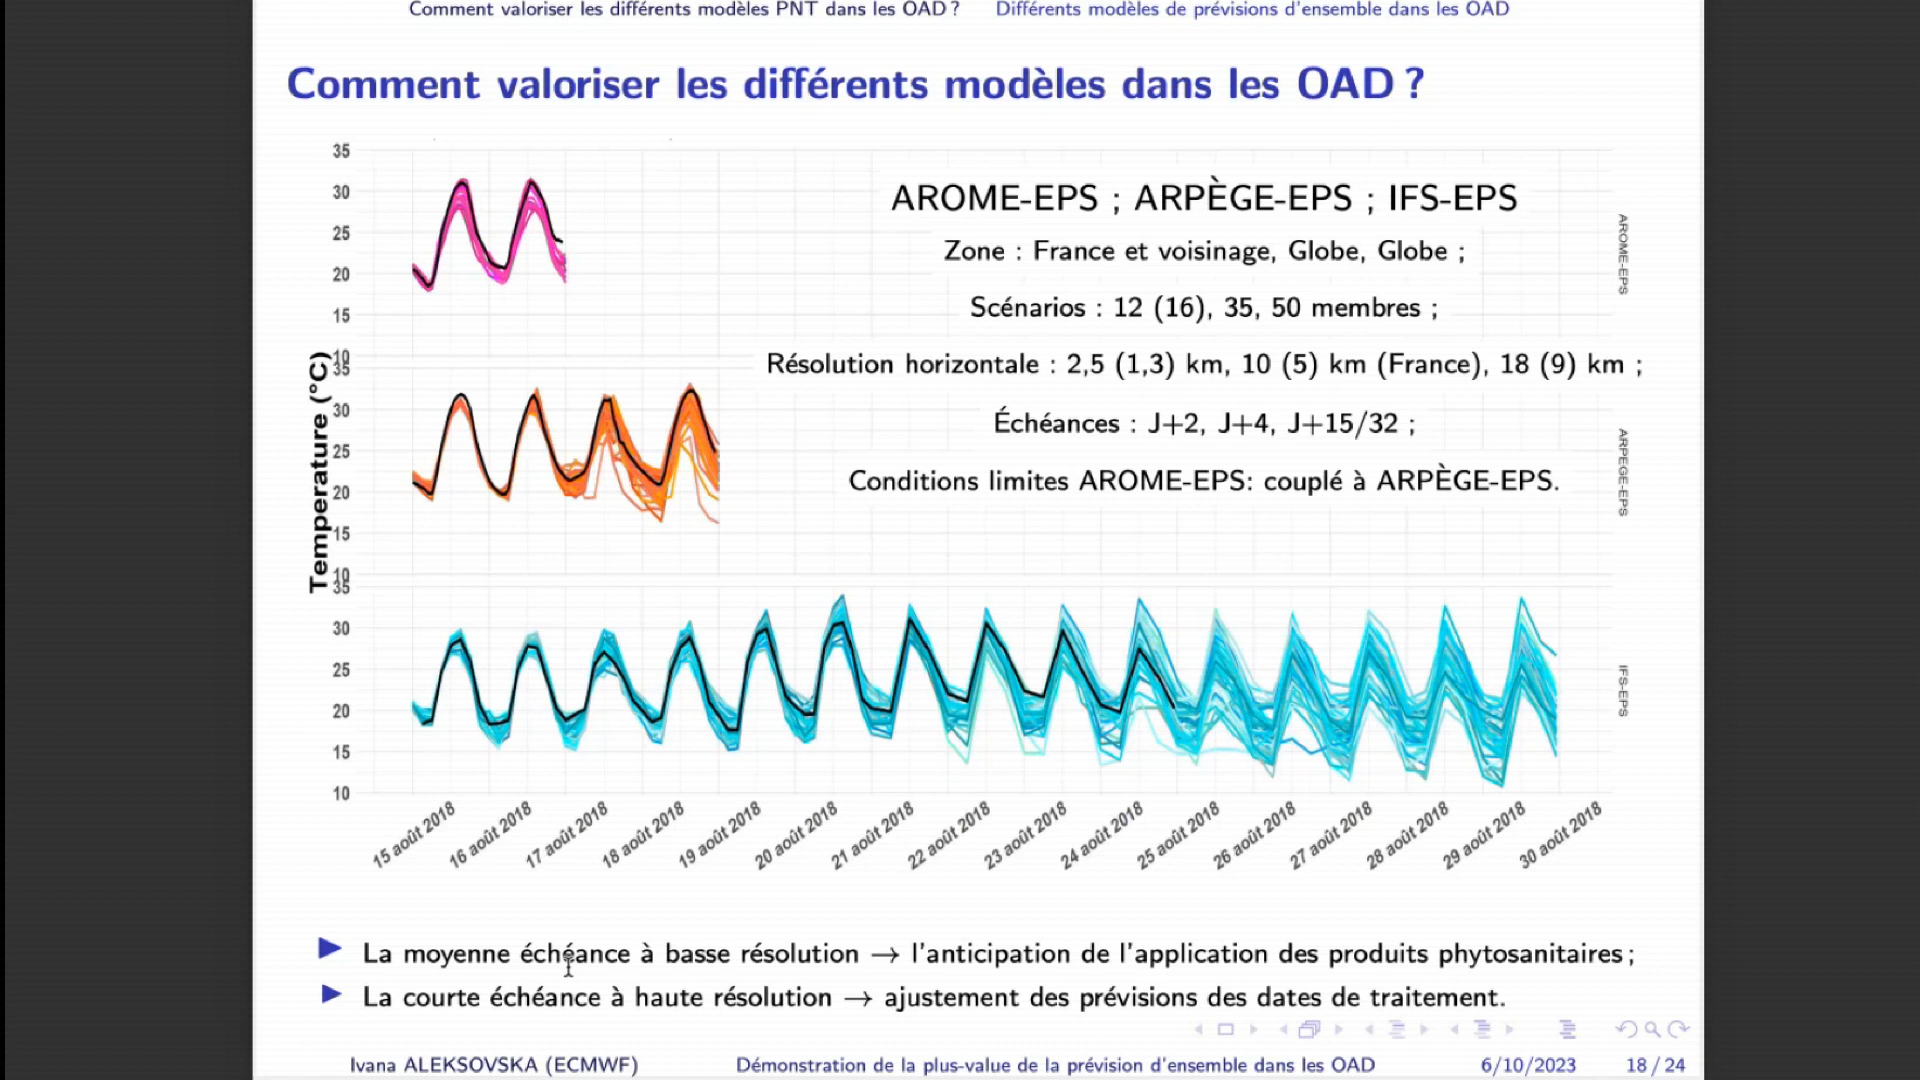 Comment valoriser les différents modèles PNT dans les OAD ? Différents modèles de prévisions d'ensemble dans les OAD
Comment valoriser les différents modèles dans les OAD ?
35
30
25
20
15
10
AROME-EPS
AROME-EPS ; ARPÈGE-EPS ; IFS-EPS
Zone : France et voisinage, Globe, Globe ;
Scénarios : 12 (16), 35, 50 membres ;
Résolution horizontale : 2,5 (1,3) km, 10 (5) km (France), 18 (9) km ;
Échéances : J+2, J+4, J+15/32 ;
Conditions limites AROME-EPS: couplé à ARPÈGE-EPS.
Temperature (°C)
35
30
25
20
15
10
ARPEGE-EPS
35
30
25
20
15
10
IFS-EPS
15 août 2018
16 août 2018
17 août 2018
18 août 2018
19 août 2018
20 août 2018
21 août 2018
22 août 2018
23 août 2018
24 août 2018
25 août 2018
26 août 2018
27 août 2018
28 août 2018
29 août 2018
30 août 2018
La moyenne échéance à basse résolution → l'anticipation de l'application des produits phytosanitaires ;
La courte échéance à haute résolution → ajustement des prévisions des dates de traitement.
Ivana ALEKSOVSKA (ECMWF) Démonstration de la plus-value de la prévision d'ensemble dans les OAD 6/10/2023 18 / 24